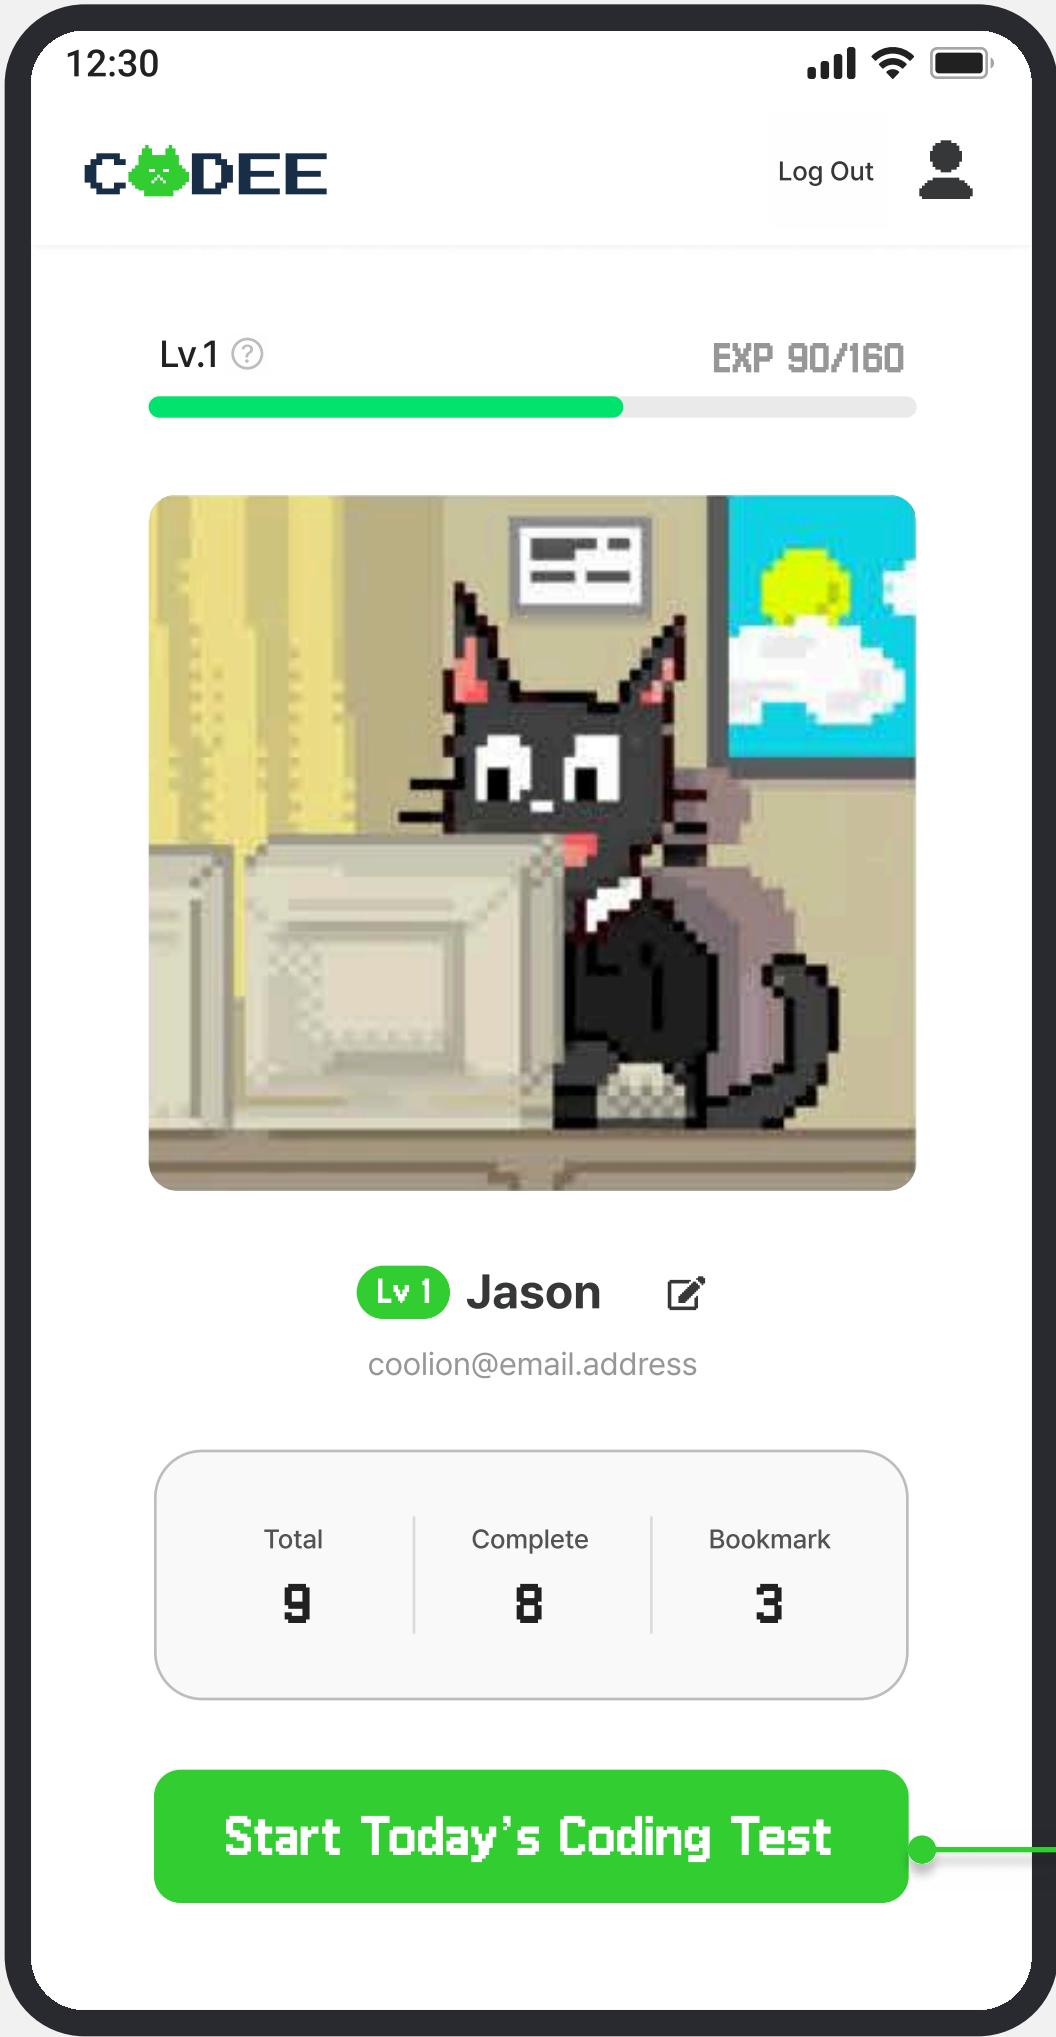 12:30
CODEE
Log Out
Lv.1 ?
EXP 90/160
Lv 1 Jason
coolion@email.address
Total
9
Complete
8
Bookmark
3
Start Today's Coding Test